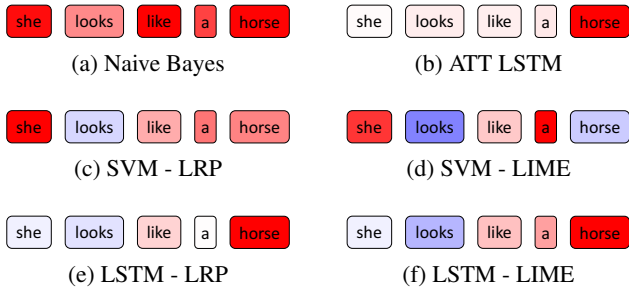 she looks like a horse she looks like a horse
(a) Naive Bayes (b) ATT LSTM
she looks like a horse she looks like a horse
(c) SVM - LRP (d) SVM - LIME
she looks like a horse she looks like a horse
(e) LSTM - LRP (f) LSTM - LIME